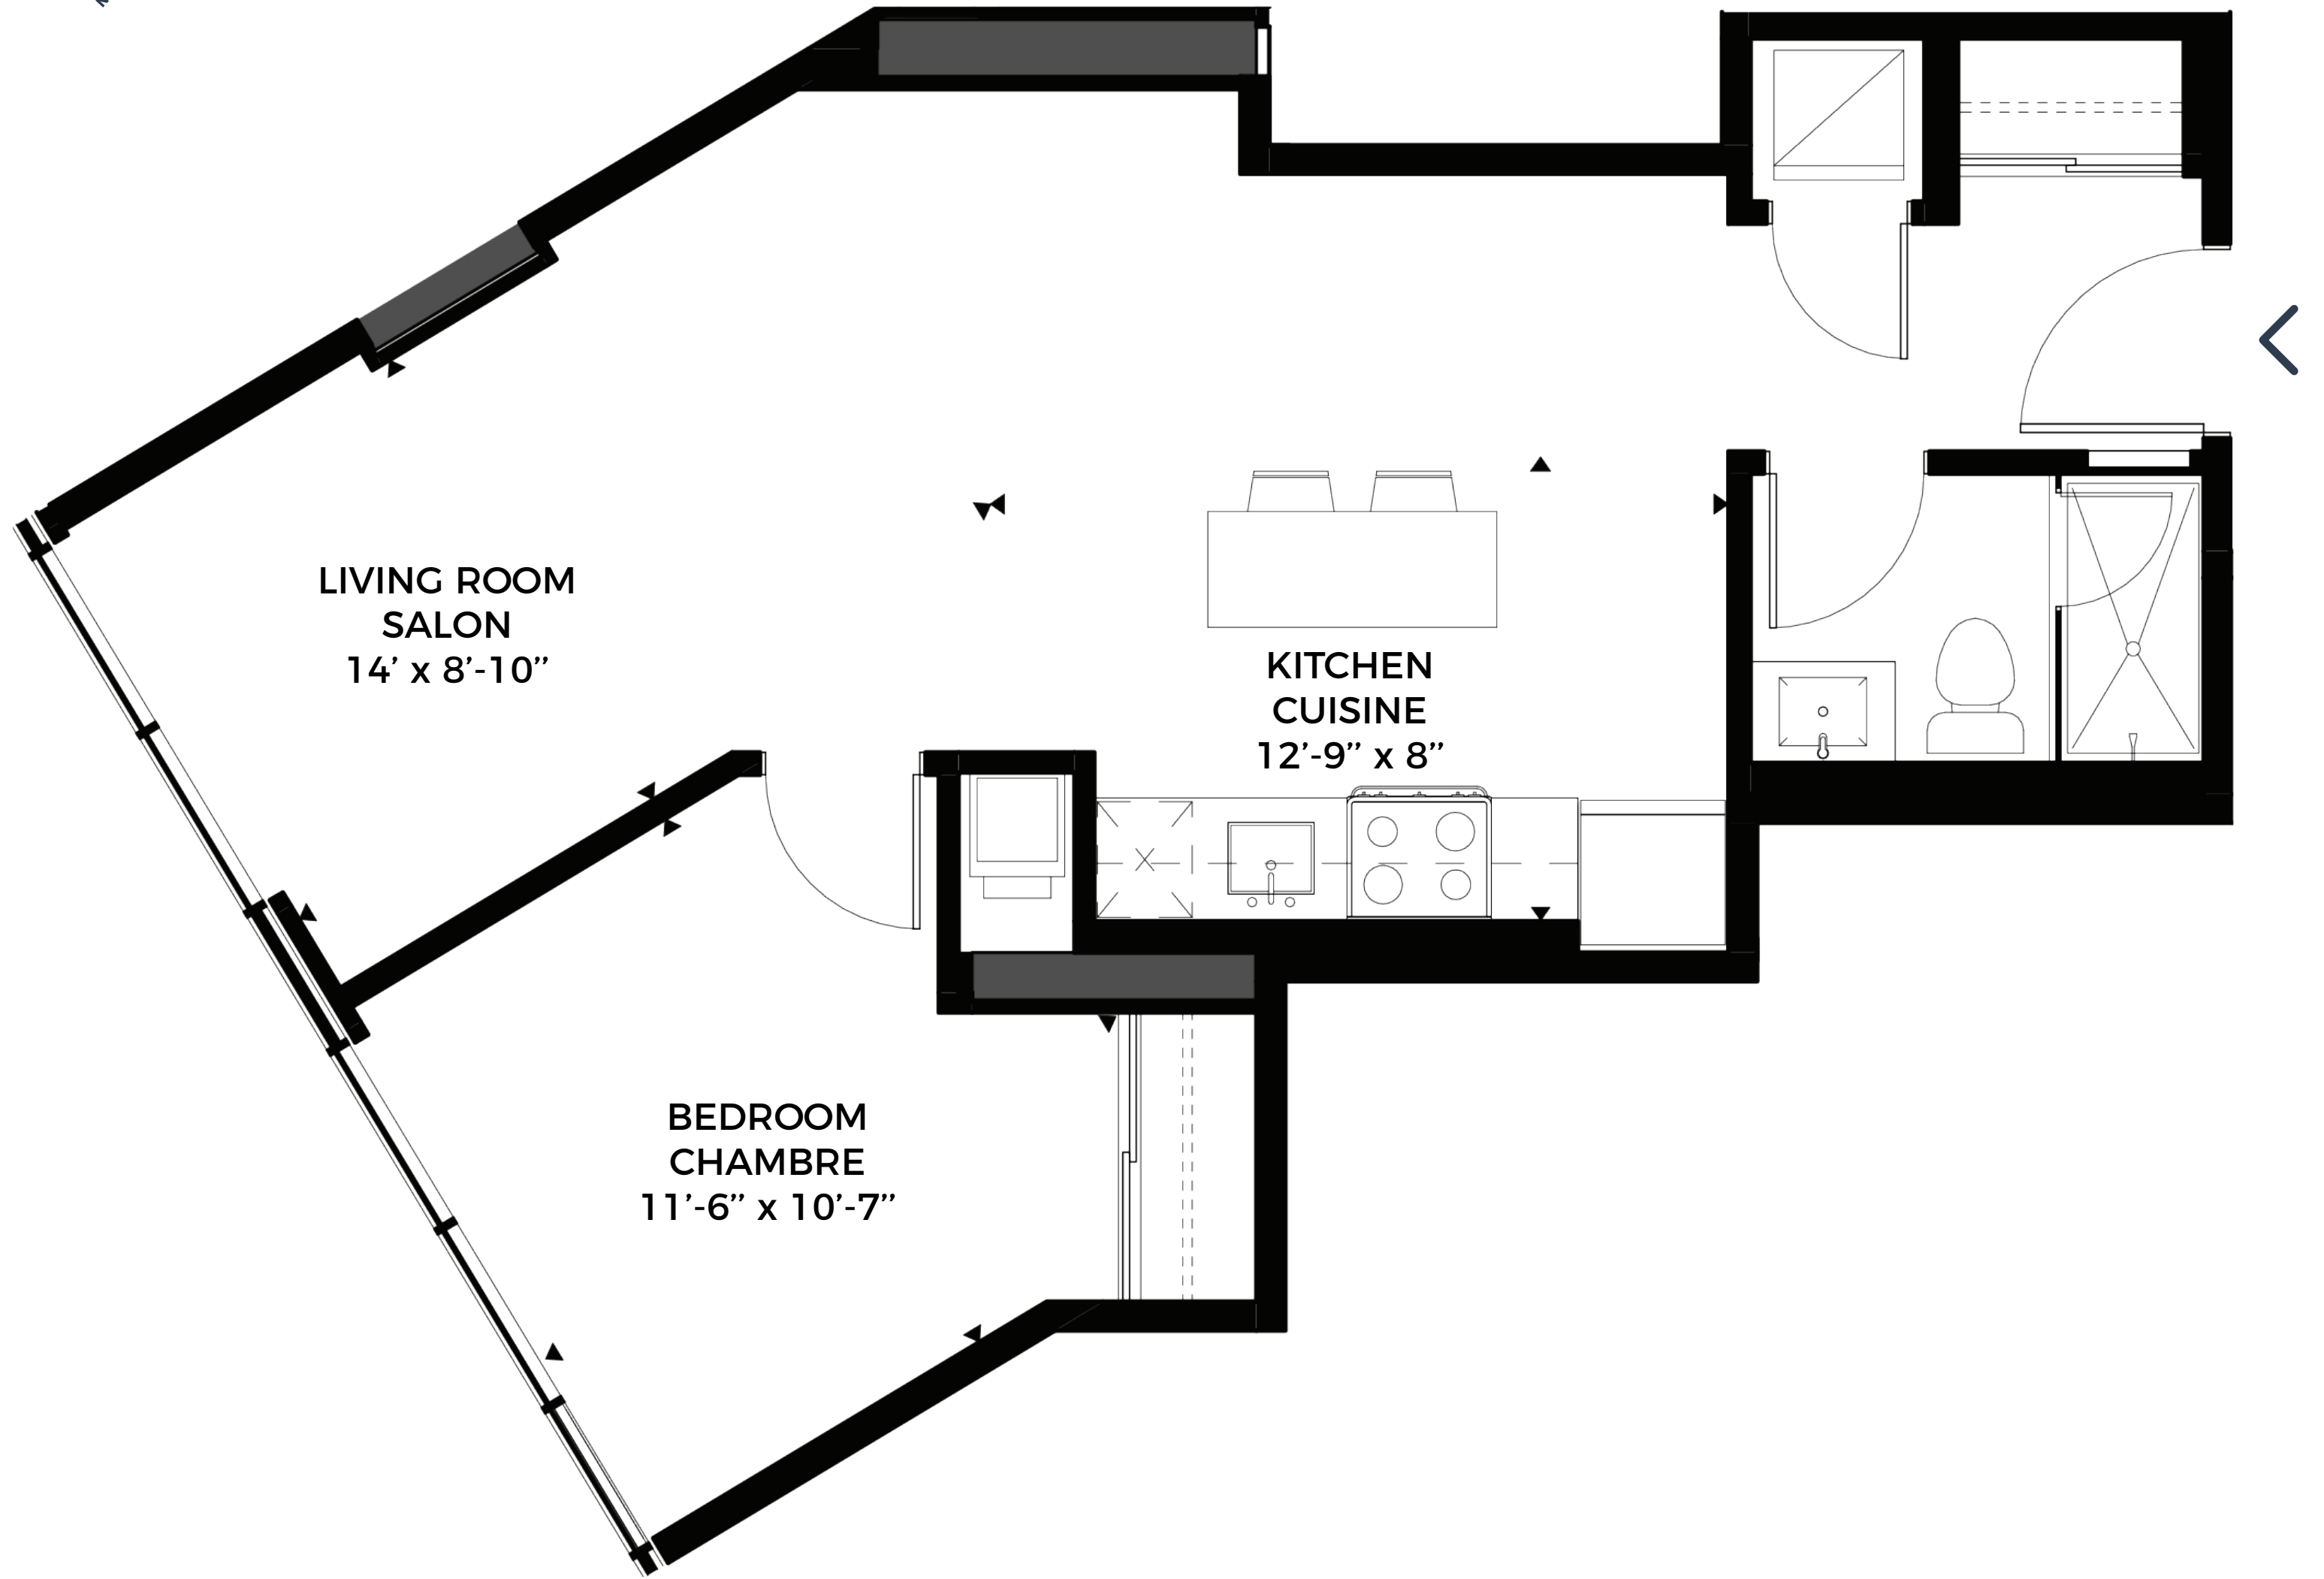 LIVING ROOM
SALON
14’ x 8’-10”
KITCHEN
CUISINE
12’-9” x 8”
BEDROOM
CHAMBRE
11’-6” x 10’-7”